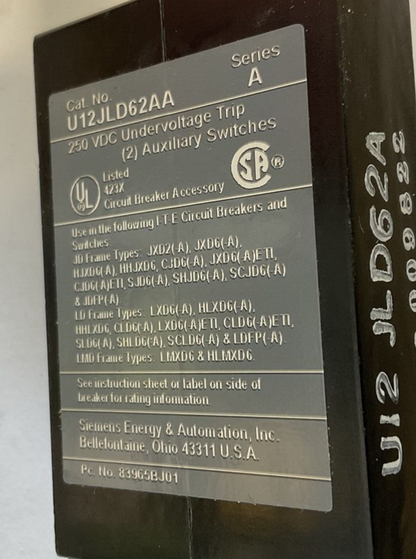 Cat. No.
Series
U12JLD62AA
A
250 VDC Undervoltage Trip
(2) Auxiliary Switches
UL
Listed
423X
Circuit Breaker Accessory
SA ®
Use in the following I-T-E Circuit Breakers and
Switches
JD Frame Types: JXD2(-A), JXD6(-A),
HJXD6(-A), HHJXD6, CJD6(-A), JXD6(-A)ETI,
CJD6(-A)ETI, SJD6(-A), SHJD6(-A), SCJD6(-A)
& JDFP(-A)
LD Frame Types: LXD6(-A), HLXD6(-A),
HHLXD6, CLD6(-A), LXD6(-A)ETI, CLD6(-A)ETI,
SLD6(-A), SHLD6(-A), SCLD6(-A) & LDFP(-A).
LMD Frame Types: LMXD6 & HLMXD6
See instruction sheet or label on side of
breaker for rating information.
Siemens Energy & Automation, Inc.
Bellefontaine, Ohio 43311 U.S.A.
Pc. No. 83965BJ01
U12 JLD62A